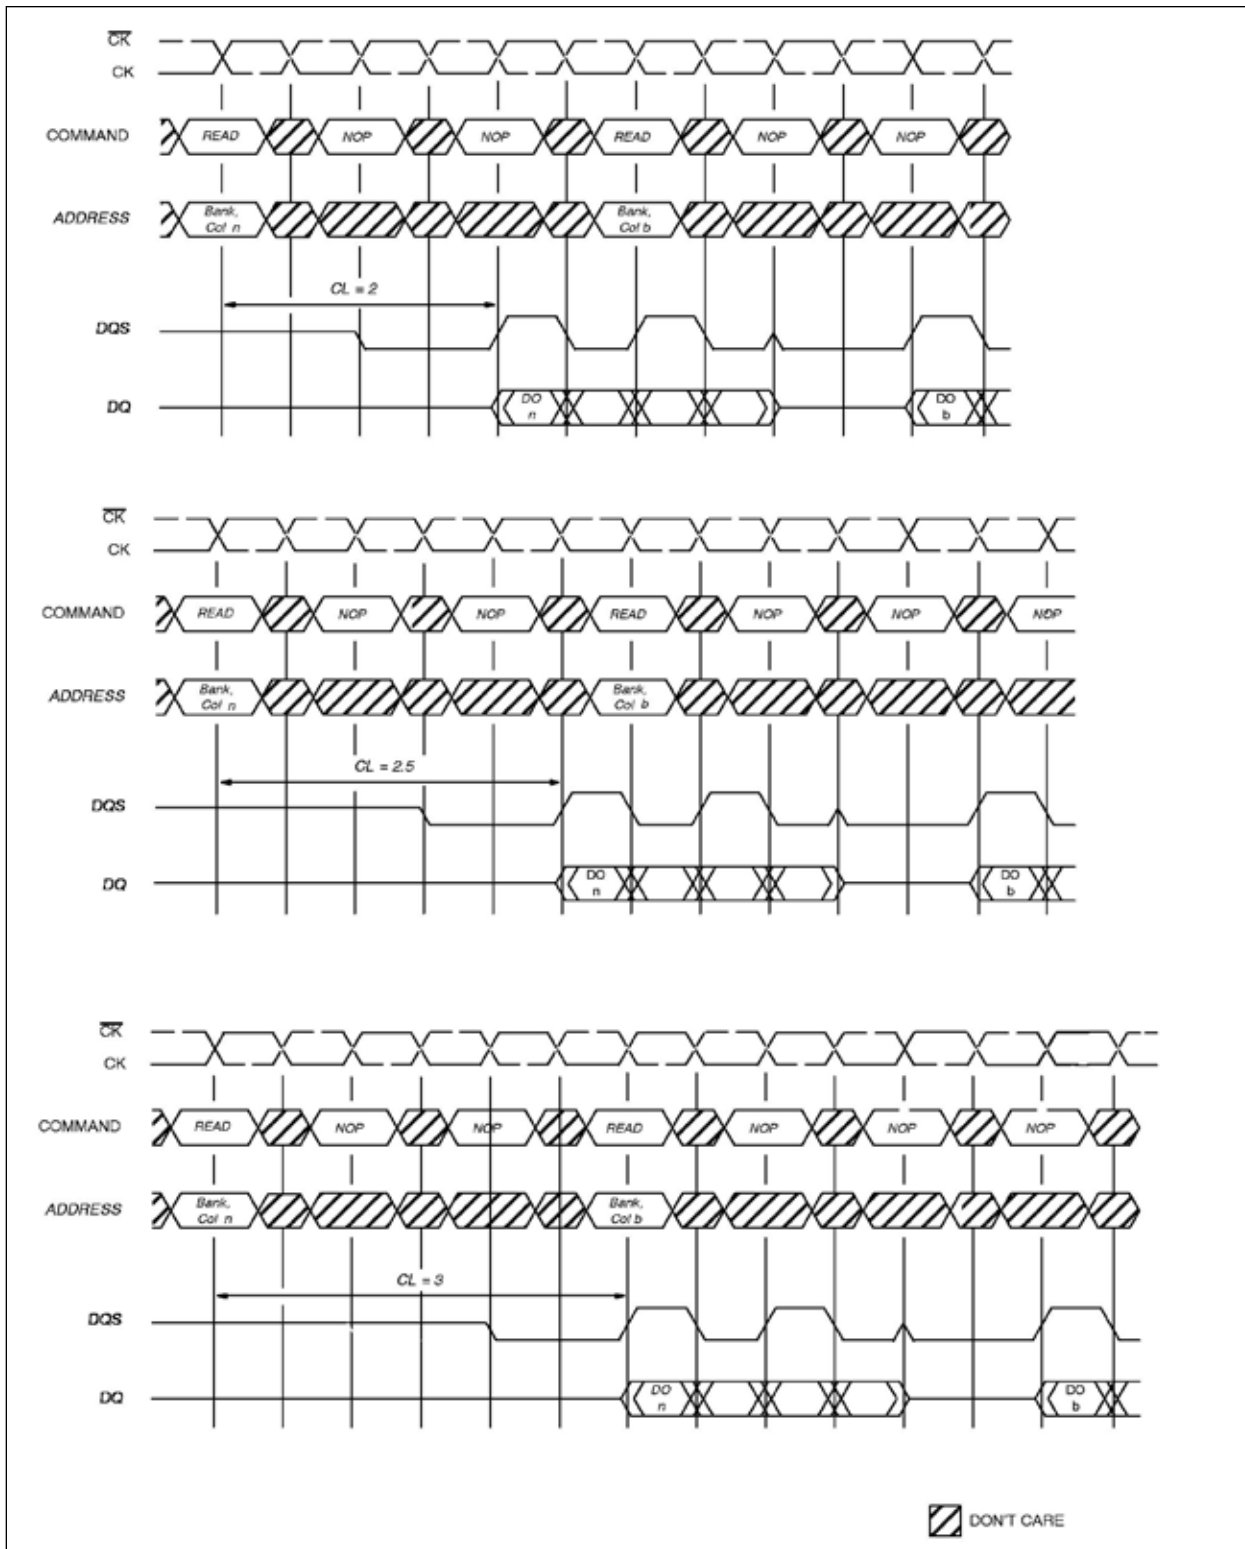 CK
CK
COMMAND READ NOP NOP READ NOP NOP
ADDRESS Bank, Col n Bank, Col b
CL = 2
DQS
DQ DO n DO b
CK
CK
COMMAND READ NOP NOP READ NOP NOP NOP
ADDRESS Bank, Col n Bank, Col b
CL = 2.5
DQS
DQ DO n DO b
CK
CK
COMMAND READ NOP NOP READ NOP NOP NOP
ADDRESS Bank, Col n Bank, Col b
CL = 3
DQS
DQ DO n DO b
DON'T CARE